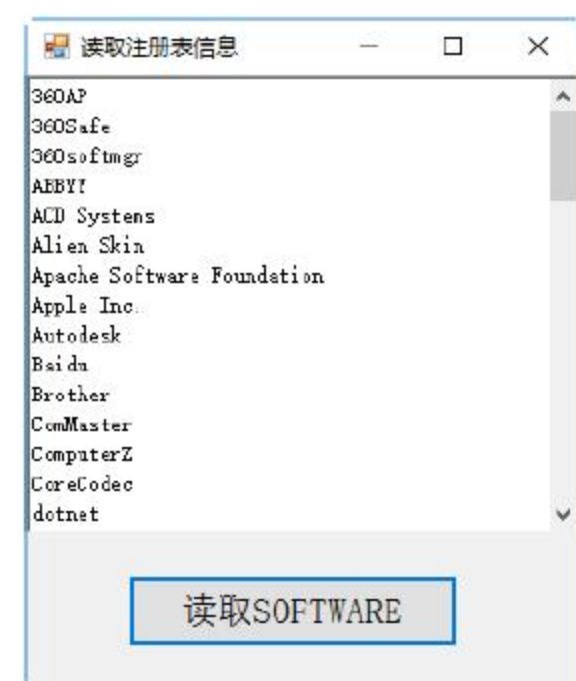 读取注册表信息
360AP
360Safe
360softmgr
ABBYY
ACD Systems
Alien Skin
Apache Software Foundation
Apple Inc.
Autodesk
Baidu
Brother
ComMaster
ComputerZ
CoreCodec
dotnet
读取SOFTWARE